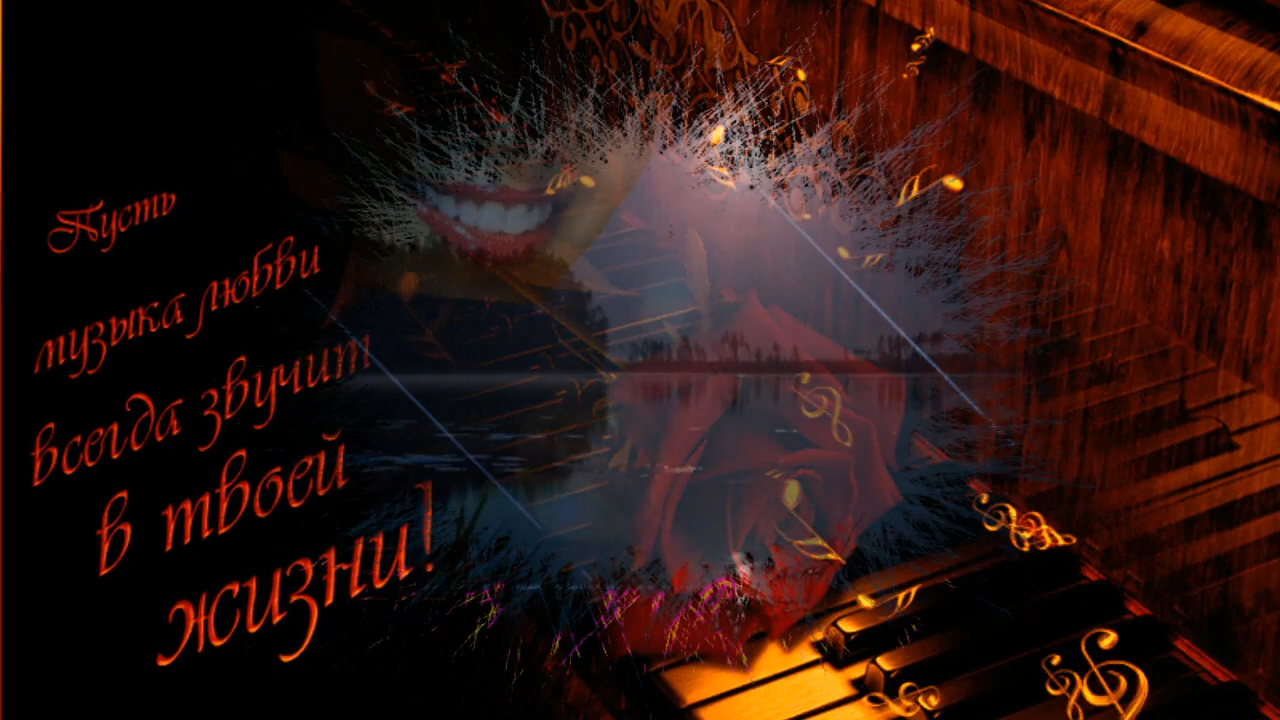 Пусть
музыка любви
всегда звучит
в твоей
жизни!